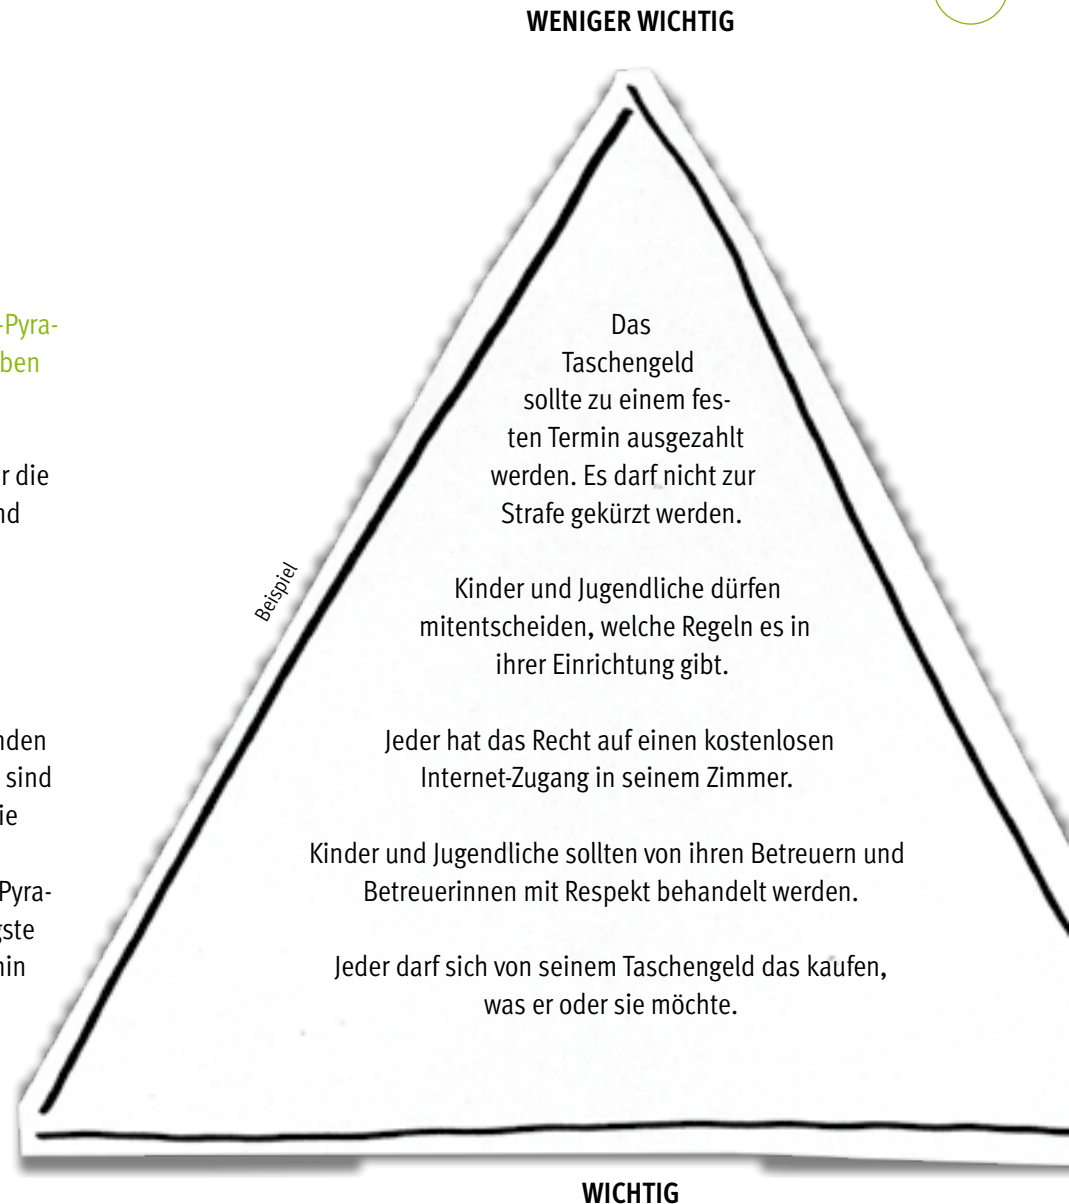 WENIGER WICHTIG
-Pyra-
ben
r die
nd
nden
sind
ie
Pyra-
gste
nin
Beispiel
Das
Taschengeld
sollte zu einem fes-
ten Termin ausgezahlt
werden. Es darf nicht zur
Strafe gekürzt werden.
Kinder und Jugendliche dürfen
mitentscheiden, welche Regeln es in
ihrer Einrichtung gibt.
Jeder hat das Recht auf einen kostenlosen
Internet-Zugang in seinem Zimmer.
Kinder und Jugendliche sollten von ihren Betreuern und
Betreuerinnen mit Respekt behandelt werden.
Jeder darf sich von seinem Taschengeld das kaufen,
was er oder sie möchte.
WICHTIG